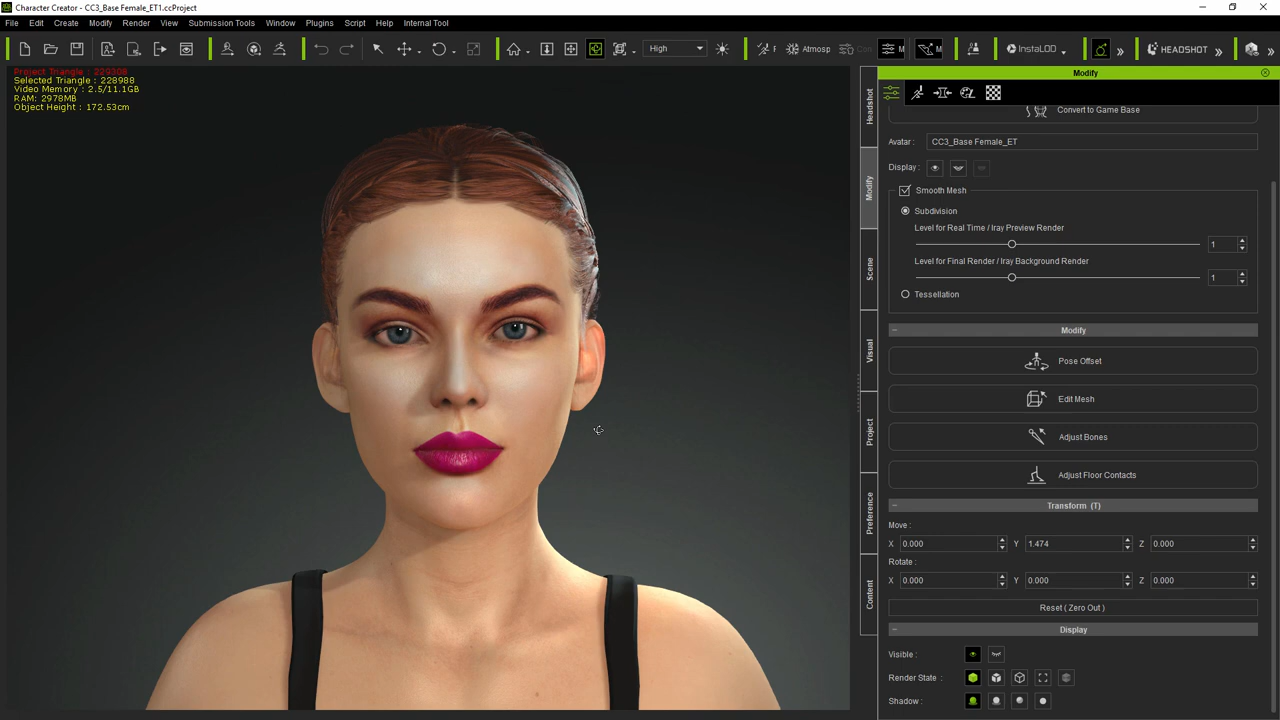 Character Creator - CC3_Base Female_ET1.ccProject
File Edit Create Modify Render View Submission Tools Window Plugins Script Help Internal Tool
High Atmosp Con M M InstaLOD HEADSHOT
Project Triangle : 229308
Selected Triangle : 228988
Video Memory : 2.5/11.1GB
RAM: 2978MB
Object Height : 172.53cm
Headshot
Modify
Scene
Visual
Project
Preference
Content
Modify
Convert to Game Base
Avatar : CC3_Base Female_ET
Display :
Smooth Mesh
Subdivision
Level for Real Time / Iray Preview Render
1
Level for Final Render / Iray Background Render
1
Tessellation
Modify
Pose Offset
Edit Mesh
Adjust Bones
Adjust Floor Contacts
Transform (T)
Move :
X 0.000 Y 1.474 Z 0.000
Rotate :
X 0.000 Y 0.000 Z 0.000
Reset ( Zero Out )
Display
Visible :
Render State :
Shadow :